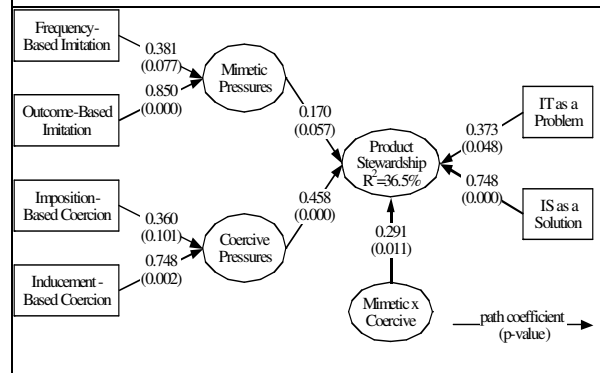 Frequency-
Based Imitation
0.381
(0.077)
0.850
(0.000)
Outcome-Based
Imitation
Mimetic
Pressures
0.170
(0.057)
Imposition-
Based Coercion
0.360
(0.101)
0.748
(0.002)
Inducement -
Based Coercion
Coercive
Pressures
0.458
(0.000)
Product
Stewardship
R²=36.5%
0.291
(0.011)
Mimetic x
Coercive
IT as a
Problem
0.373
(0.048)
0.748
(0.000)
IS as a
Solution
path coefficient
(p-value)